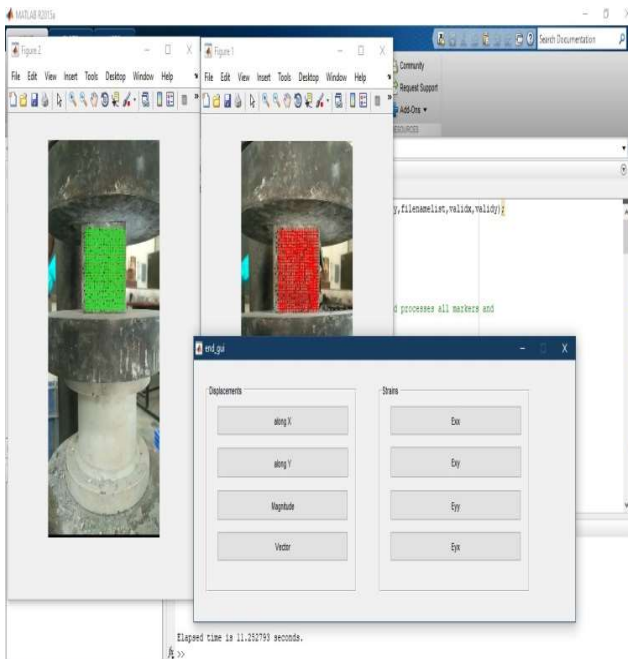 MATLAB R2015a
Search Documentation
Figure 2
File Edit View Insert Tools Desktop Window Help
Figure 1
File Edit View Insert Tools Desktop Window Help
Community
Request Support
Add-Ons
RESOURCES
y,filenamelist,validx,validy);
d processes all markers and
end_gui
Displacements
along X
along Y
Magnitude
Vector
Strains
Exx
Exy
Eyy
Eyx
Elapsed time is 11.252793 seconds.
fx >>